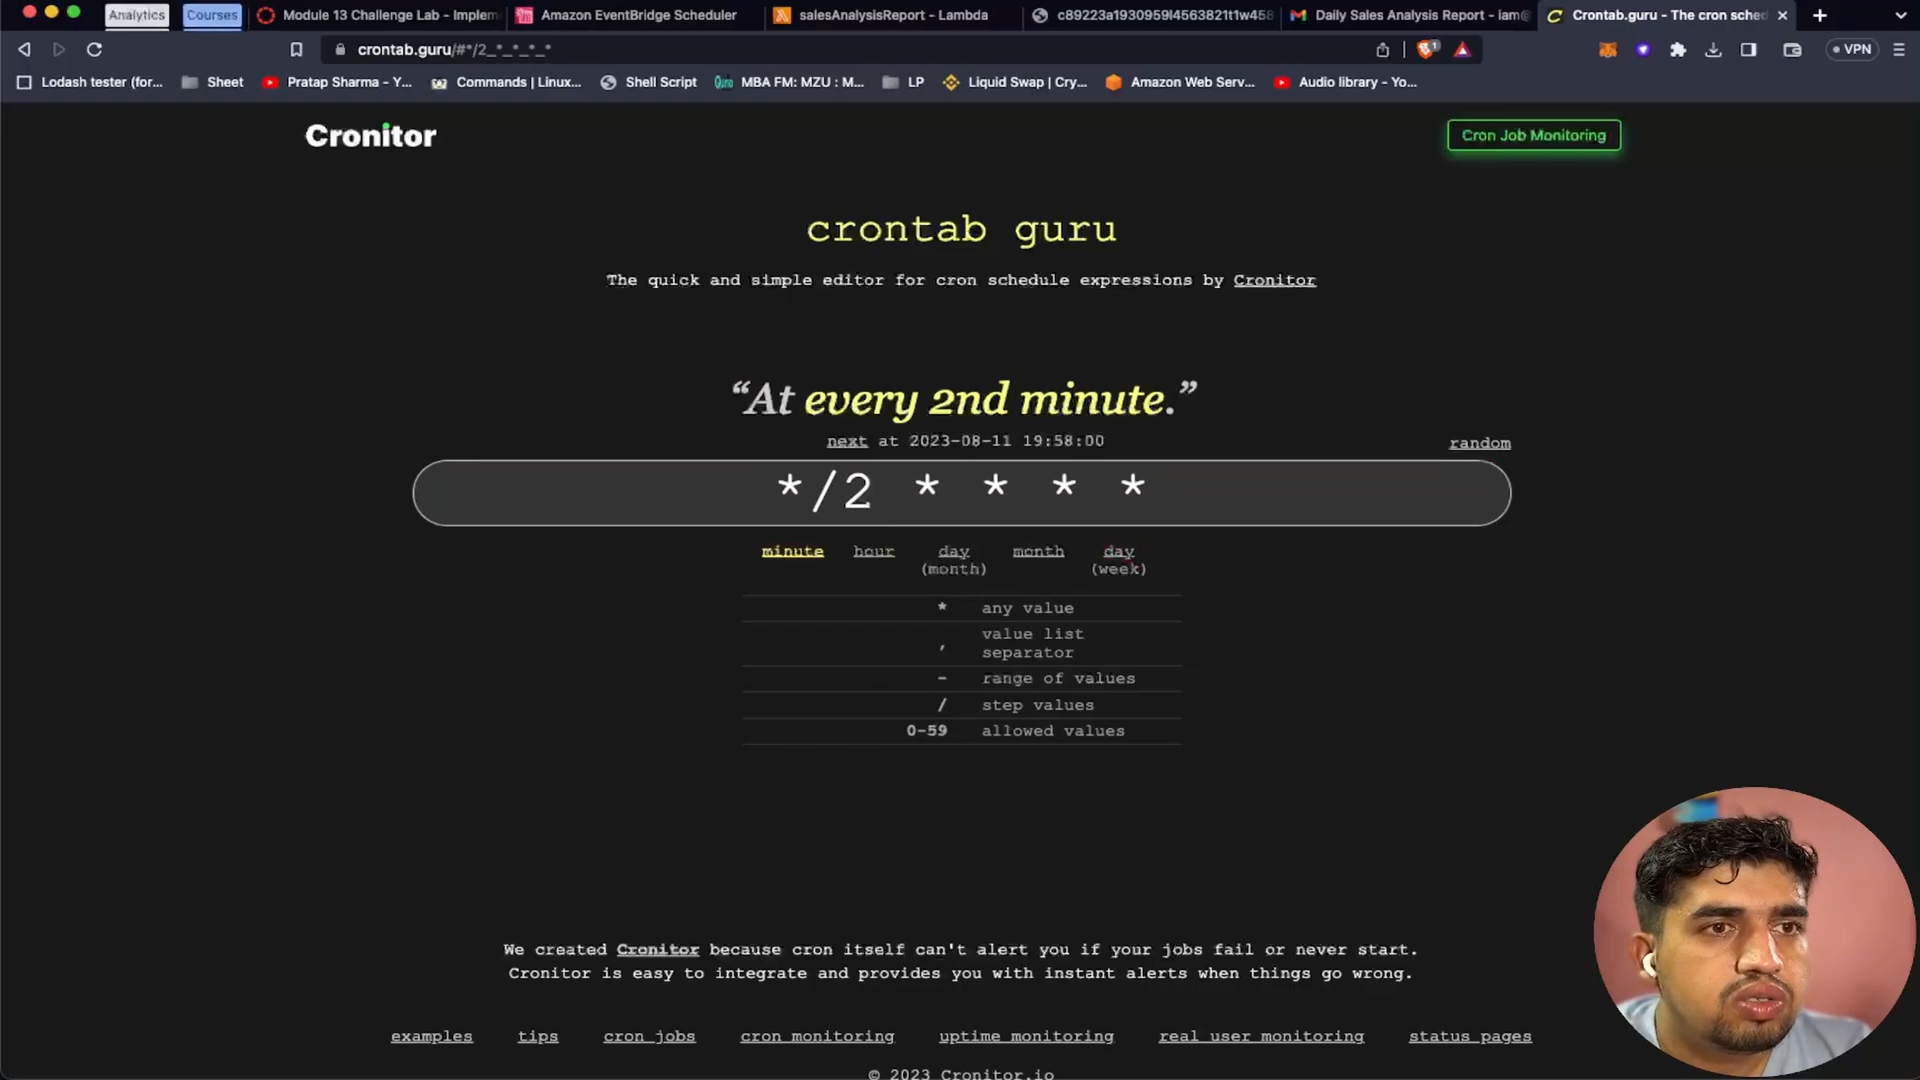 Analytics Courses Module 13 Challenge Lab - Implem Amazon EventBridge Scheduler salesAnalysisReport - Lambda c89223a1930959l4563821t1w458 Daily Sales Analysis Report - iam@ Crontab.guru - The cron sched
crontab.guru/#*/2_*_*_*_* 1 VPN
Lodash tester (for... Sheet Pratap Sharma - Y... Commands | Linux... Shell Script MBA FM: MZU : M... LP Liquid Swap | Cry... Amazon Web Serv... Audio library - Yo...
Cronitor Cron Job Monitoring
crontab guru
The quick and simple editor for cron schedule expressions by Cronitor
“At every 2nd minute.”
next at 2023-08-11 19:58:00 random
*/2 * * * *
minute hour day (month) month day (week)
* any value
, value list separator
- range of values
/ step values
0-59 allowed values
We created Cronitor because cron itself can't alert you if your jobs fail or never start.
Cronitor is easy to integrate and provides you with instant alerts when things go wrong.
examples tips cron jobs cron monitoring uptime monitoring real user monitoring status pages
© 2023 Cronitor.io